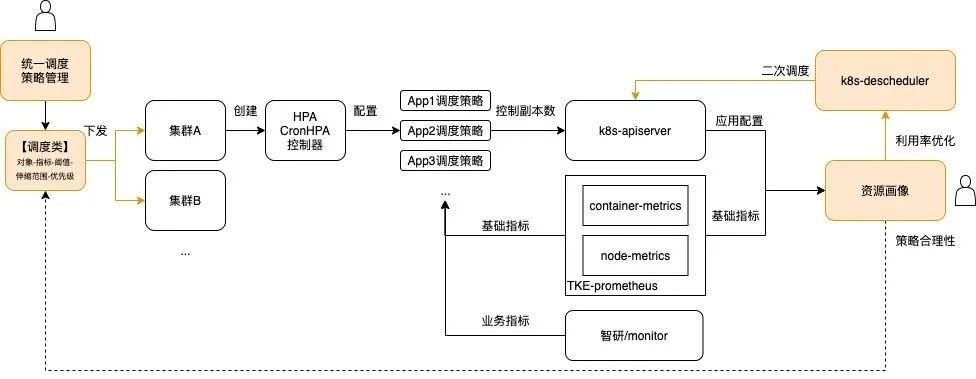 统一调度
策略管理
【调度类】
对象-指标-阈值-
伸缩范围-优先级
下发
集群A
集群B
...
创建
HPA
CronHPA
控制器
配置
App1调度策略
App2调度策略
App3调度策略
...
控制副本数
k8s-apiserver
二次调度
k8s-descheduler
应用配置
利用率优化
资源画像
策略合理性
基础指标
container-metrics
node-metrics
TKE-prometheus
基础指标
业务指标
智研/monitor